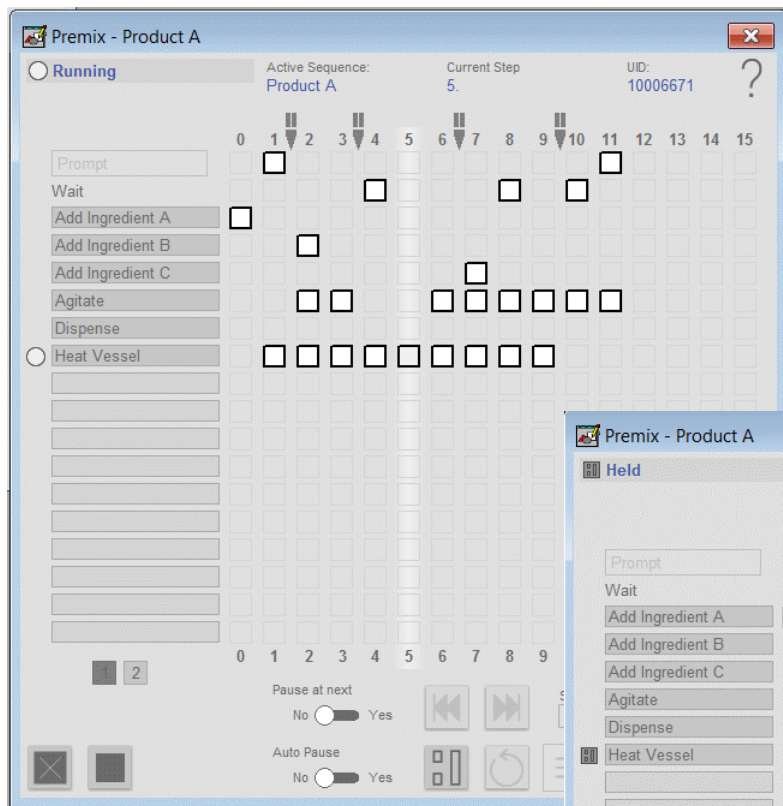 Premix - Product A
Running
Active Sequence:
Product A
Current Step
5.
UID:
10006671
?
0 1 2 3 4 5 6 7 8 9 10 11 12 13 14 15
Prompt
Wait
Add Ingredient A
Add Ingredient B
Add Ingredient C
Agitate
Dispense
Heat Vessel
0 1 2 3 4 5 6 7 8 9
1 2
Pause at next
No Yes
Auto Pause
No Yes
Premix - Product A
Held
Prompt
Wait
Add Ingredient A
Add Ingredient B
Add Ingredient C
Agitate
Dispense
Heat Vessel